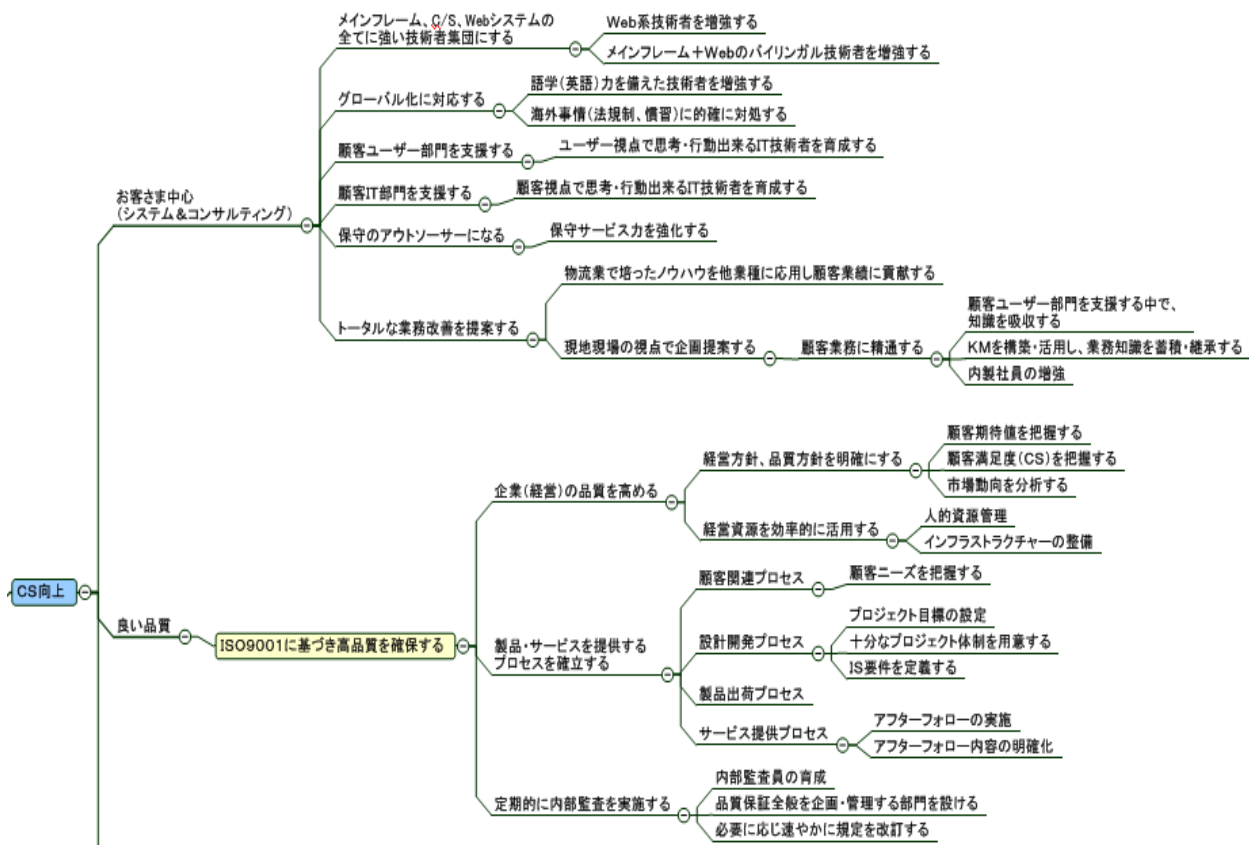 メインフレーム、C/S、Webシステムの
全てに強い技術者集団にする
Web系技術者を増強する
メインフレーム＋Webのバイリンガル技術者を増強する
グローバル化に対応する
語学(英語)力を備えた技術者を増強する
海外事情(法規制、慣習)に的確に対処する
顧客ユーザー部門を支援する
ユーザー視点で思考・行動出来るIT技術者を育成する
お客さま中心
(システム＆コンサルティング)
顧客IT部門を支援する
顧客視点で思考・行動出来るIT技術者を育成する
保守のアウトソーサーになる
保守サービス力を強化する
トータルな業務改善を提案する
物流業で培ったノウハウを他業種に応用し顧客業績に貢献する
現地現場の視点で企画提案する
顧客業務に精通する
顧客ユーザー部門を支援する中で、
知識を吸収する
KMを構築・活用し、業務知識を蓄積・継承する
内製社員の増強
CS向上
良い品質
ISO9001に基づき高品質を確保する
企業(経営)の品質を高める
経営方針、品質方針を明確にする
顧客期待値を把握する
顧客満足度(CS)を把握する
市場動向を分析する
経営資源を効率的に活用する
人的資源管理
インフラストラクチャーの整備
製品・サービスを提供する
プロセスを確立する
顧客関連プロセス
顧客ニーズを把握する
設計開発プロセス
プロジェクト目標の設定
十分なプロジェクト体制を用意する
IS要件を定義する
製品出荷プロセス
サービス提供プロセス
アフターフォローの実施
アフターフォロー内容の明確化
定期的に内部監査を実施する
内部監査員の育成
品質保証全般を企画・管理する部門を設ける
必要に応じ速やかに規定を改訂する